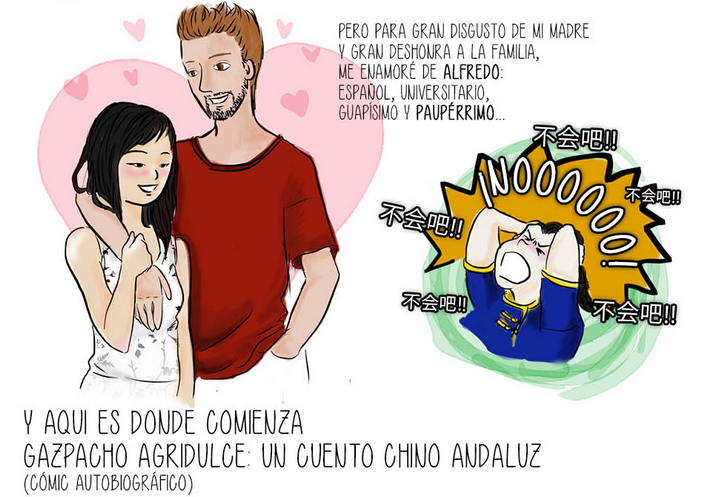 PERO PARA GRAN DISGUSTO DE MI MADRE
Y GRAN DESHONRA A LA FAMILIA,
ME ENAMORÉ DE ALFREDO:
ESPAÑOL, UNIVERSITARIO,
GUAPÍSIMO Y PAUPÉRRIMO...
不会吧!!
¡NOOOOOO!
不会吧!!
不会吧!!
不会吧!!
不会吧!!
Y AQUI ES DONDE COMIENZA
GAZPACHO AGRIDULCE: UN CUENTO CHINO ANDALUZ
(CÓMIC AUTOBIOGRÁFICO)